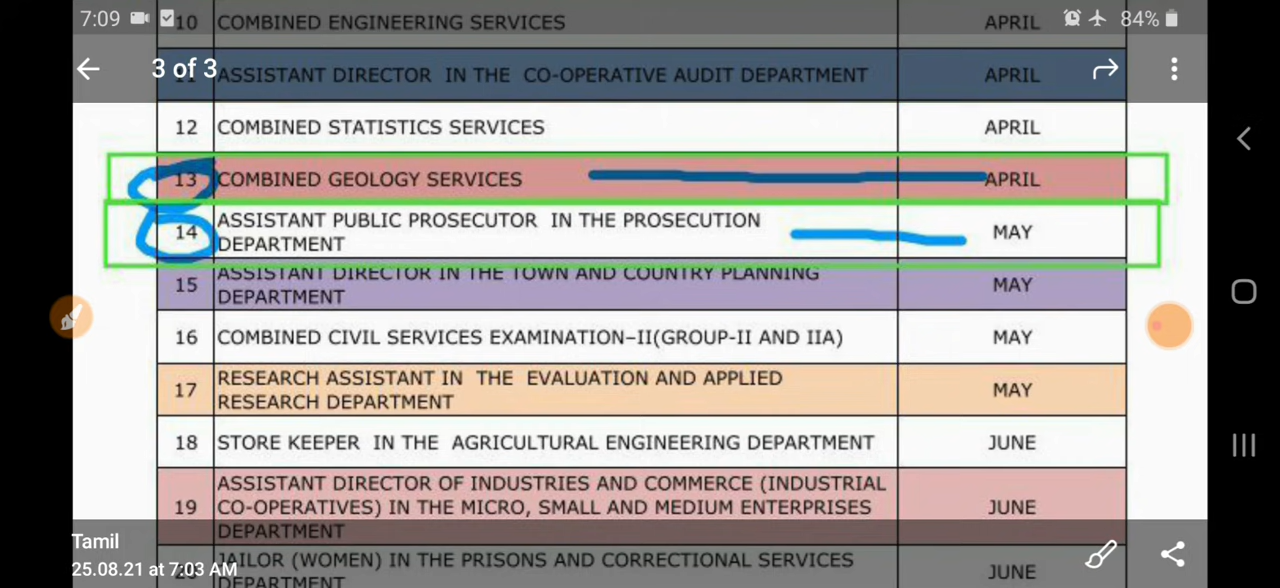 7:09
84%
10 COMBINED ENGINEERING SERVICES APRIL
3 of 3
11 ASSISTANT DIRECTOR IN THE CO-OPERATIVE AUDIT DEPARTMENT APRIL
12 COMBINED STATISTICS SERVICES APRIL
13 COMBINED GEOLOGY SERVICES APRIL
14 ASSISTANT PUBLIC PROSECUTOR IN THE PROSECUTION
DEPARTMENT MAY
15 ASSISTANT DIRECTOR IN THE TOWN AND COUNTRY PLANNING
DEPARTMENT MAY
16 COMBINED CIVIL SERVICES EXAMINATION–II(GROUP-II AND IIA) MAY
17 RESEARCH ASSISTANT IN THE EVALUATION AND APPLIED
RESEARCH DEPARTMENT MAY
18 STORE KEEPER IN THE AGRICULTURAL ENGINEERING DEPARTMENT JUNE
ASSISTANT DIRECTOR OF INDUSTRIES AND COMMERCE (INDUSTRIAL
19 CO-OPERATIVES) IN THE MICRO, SMALL AND MEDIUM ENTERPRISES JUNE
DEPARTMENT
Tamil
JAILOR (WOMEN) IN THE PRISONS AND CORRECTIONAL SERVICES
DEPARTMENT JUNE
25.08.21 at 7:03 AM